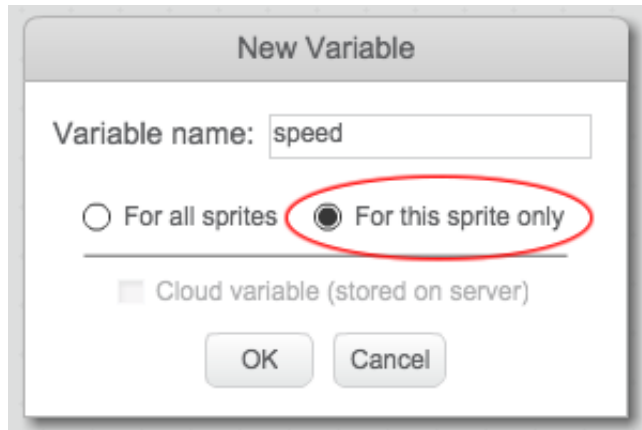 New Variable
Variable name: speed
For all sprites For this sprite only
Cloud variable (stored on server)
OK Cancel